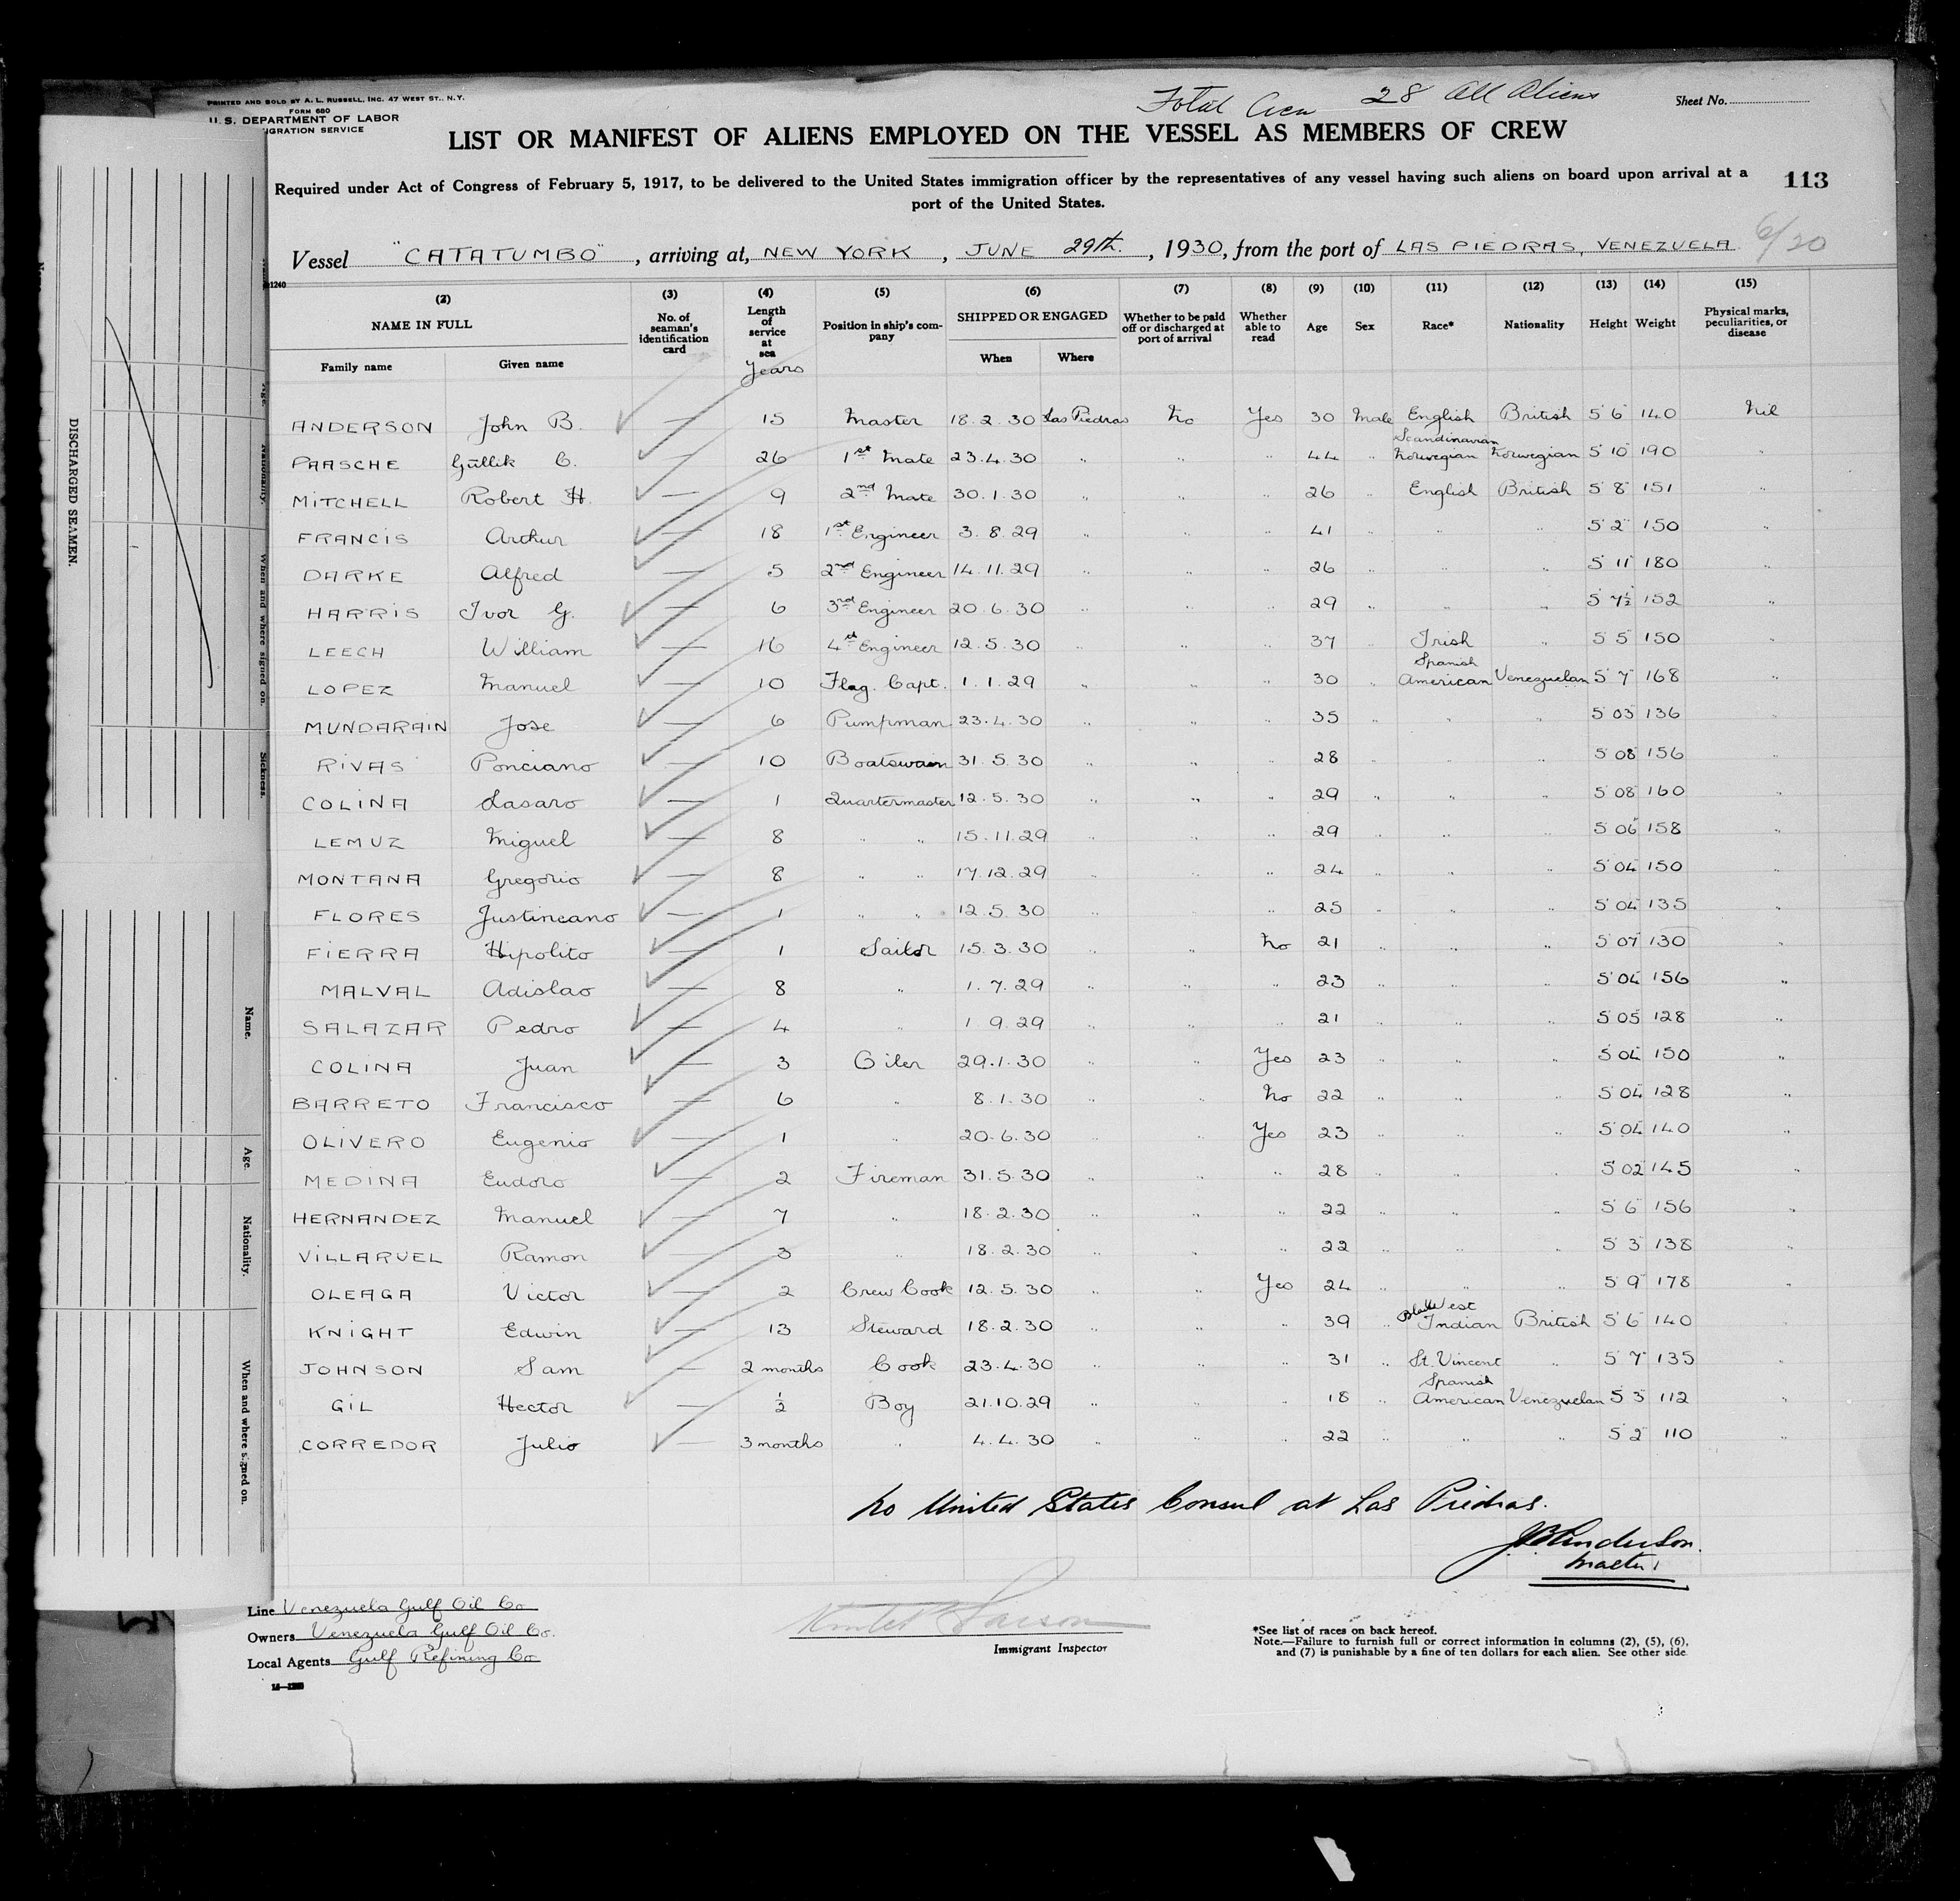 PRINTED AND SOLD BY A. L. RUSSELL, INC. 47 WEST ST., N.Y.
FORM 680
U. S. DEPARTMENT OF LABOR
IGRATION SERVICE
Total Crew 28 All Aliens
Sheet No.
LIST OR MANIFEST OF ALIENS EMPLOYED ON THE VESSEL AS MEMBERS OF CREW
Required under Act of Congress of February 5, 1917, to be delivered to the United States immigration officer by the representatives of any vessel having such aliens on board upon arrival at a
port of the United States.
113
Vessel "CATATUMBO", arriving at, NEW YORK, JUNE 29th., 1930, from the port of LAS PIEDRAS, VENEZUELA 6/20
(2) NAME IN FULL Family name Given name
(3) No. of seaman's identification card
(4) Length of service at sea Years
(5) Position in ship's company
(6) SHIPPED OR ENGAGED When Where
(7) Whether to be paid off or discharged at port of arrival
(8) Whether able to read
(9) Age
(10) Sex
(11) Race*
(12) Nationality
(13) Height
(14) Weight
(15) Physical marks, peculiarities, or disease
ANDERSON John B. — 15 Master 18.2.30 Las Piedras No Yes 30 Male English British 5'6" 140 Nil
PAASCHE Gullik C. — 26 1st Mate 23.4.30 " " " 44 " Scandinavian Norwegian Norwegian 5'10" 190 "
MITCHELL Robert H. — 9 2nd Mate 30.1.30 " " " 26 " English British 5'8" 151 "
FRANCIS Arthur — 18 1st Engineer 3.8.29 " " " 41 " " " 5'2" 150 "
DARKE Alfred — 5 2nd Engineer 14.11.29 " " " 26 " " " 5'11" 180 "
HARRIS Ivor G. — 6 3rd Engineer 20.6.30 " " " 29 " " " 5'7½ 152 "
LEECH William — 16 4th Engineer 12.5.30 " " " 37 " Irish " 5'5" 150 "
LOPEZ Manuel — 10 Flag. Capt. 1.1.29 " " " 30 " Spanish American Venezuelan 5'7" 168 "
MUNDARAIN Jose — 6 Pumpman 23.4.30 " " " 35 " " " 5'03" 136 "
RIVAS Ponciano — 10 Boatswain 31.5.30 " " " 28 " " " 5'08" 156 "
COLINA Lasaro — 1 Quartermaster 12.5.30 " " " 29 " " " 5'08" 160 "
LEMUZ Miguel — 8 " " 15.11.29 " " " 29 " " " 5'06" 158 "
MONTANA Gregorio — 8 " " 17.12.29 " " " 24 " " " 5'04" 150 "
FLORES Justineano — 1 " " 12.5.30 " " " 25 " " " 5'04" 135 "
FIERRA Hipolito — 1 Sailor 15.3.30 " " No 21 " " " 5'07" 130 "
MALVAL Adislao — 8 " 1.7.29 " " " 23 " " " 5'04" 156 "
SALAZAR Pedro — 4 " 1.9.29 " " " 21 " " " 5'05" 128 "
COLINA Juan — 3 Oiler 29.1.30 " " Yes 23 " " " 5'04" 150 "
BARRETO Francisco — 6 " 8.1.30 " " No 22 " " " 5'04" 128 "
OLIVERO Eugenio — 1 " 20.6.30 " " Yes 23 " " " 5'04" 140 "
MEDINA Eudoro — 2 Fireman 31.5.30 " " " 28 " " " 5'02" 145 "
HERNANDEZ Manuel — 7 " 18.2.30 " " " 22 " " " 5'6" 156 "
VILLARUEL Ramon — 3 " 18.2.30 " " " 22 " " " 5'3" 138 "
OLEAGA Victor — 2 Crew Cook 12.5.30 " " Yes 24 " " " 5'9" 178 "
KNIGHT Edwin — 13 Steward 18.2.30 " " " 39 " Black West Indian British 5'6" 140 "
JOHNSON Sam — 2 months Cook 23.4.30 " " " 31 " St. Vincent " 5'7" 135 "
GIL Hector — ½ Boy 21.10.29 " " " 18 " Spanish American Venezuelan 5'3" 112 "
CORREDOR Julio — 3 months " 4.4.30 " " " 22 " " " 5'2" 110 "
No United States Consul at Las Piedras.
J B Anderson.
Master
Line Venezuela Gulf Oil Co
Owners Venezuela Gulf Oil Co.
Local Agents Gulf Refining Co
Larson
Immigrant Inspector
*See list of races on back hereof.
Note.—Failure to furnish full or correct information in columns (2), (5), (6),
and (7) is punishable by a fine of ten dollars for each alien. See other side
DISCHARGED SEAMEN.
Age.
Nationality.
When and where signed on.
Sickness.
Name.
Age.
Nationality.
When and where signed on.